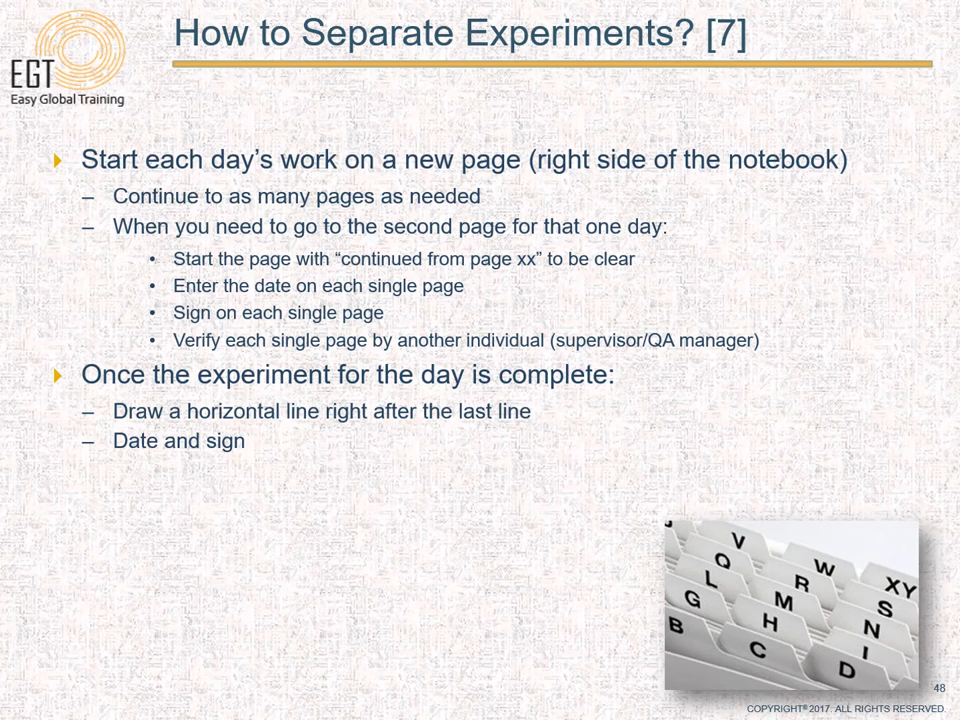 How to Separate Experiments? [7]
EGT
Easy Global Training
Start each day’s work on a new page (right side of the notebook)
– Continue to as many pages as needed
– When you need to go to the second page for that one day:
• Start the page with “continued from page xx” to be clear
• Enter the date on each single page
• Sign on each single page
• Verify each single page by another individual (supervisor/QA manager)
Once the experiment for the day is complete:
– Draw a horizontal line right after the last line
– Date and sign
J
V W XY
Q R S
L M N
G H I
B C D
48
COPYRIGHT® 2017. ALL RIGHTS RESERVED.